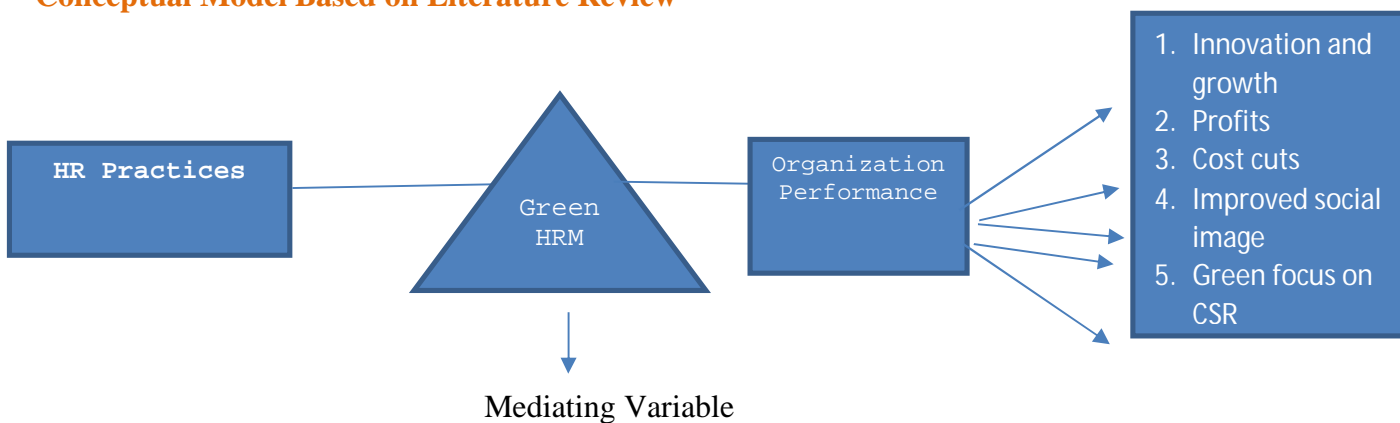 Conceptual Model Based on Literature Review
HR Practices
Green
HRM
Organization
Performance
1. Innovation and
growth
2. Profits
3. Cost cuts
4. Improved social
image
5. Green focus on
CSR
Mediating Variable